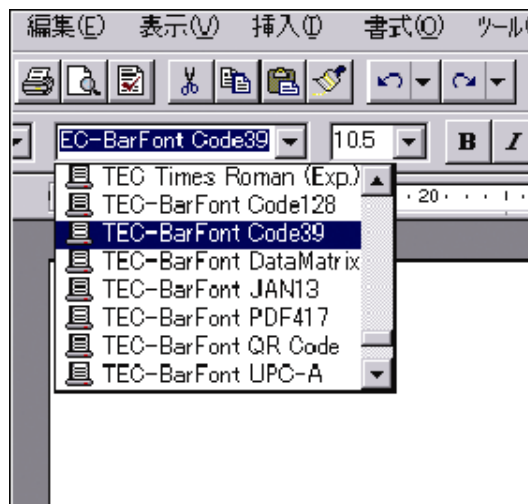 編集(E) 表示(V) 挿入(I) 書式(O) ツール(
EC-BarFont Code39 10.5 B I
TEC Times Roman (Exp.)
TEC-BarFont Code128
20
TEC-BarFont Code39
TEC-BarFont DataMatrix
TEC-BarFont JAN13
TEC-BarFont PDF417
TEC-BarFont QR Code
TEC-BarFont UPC-A